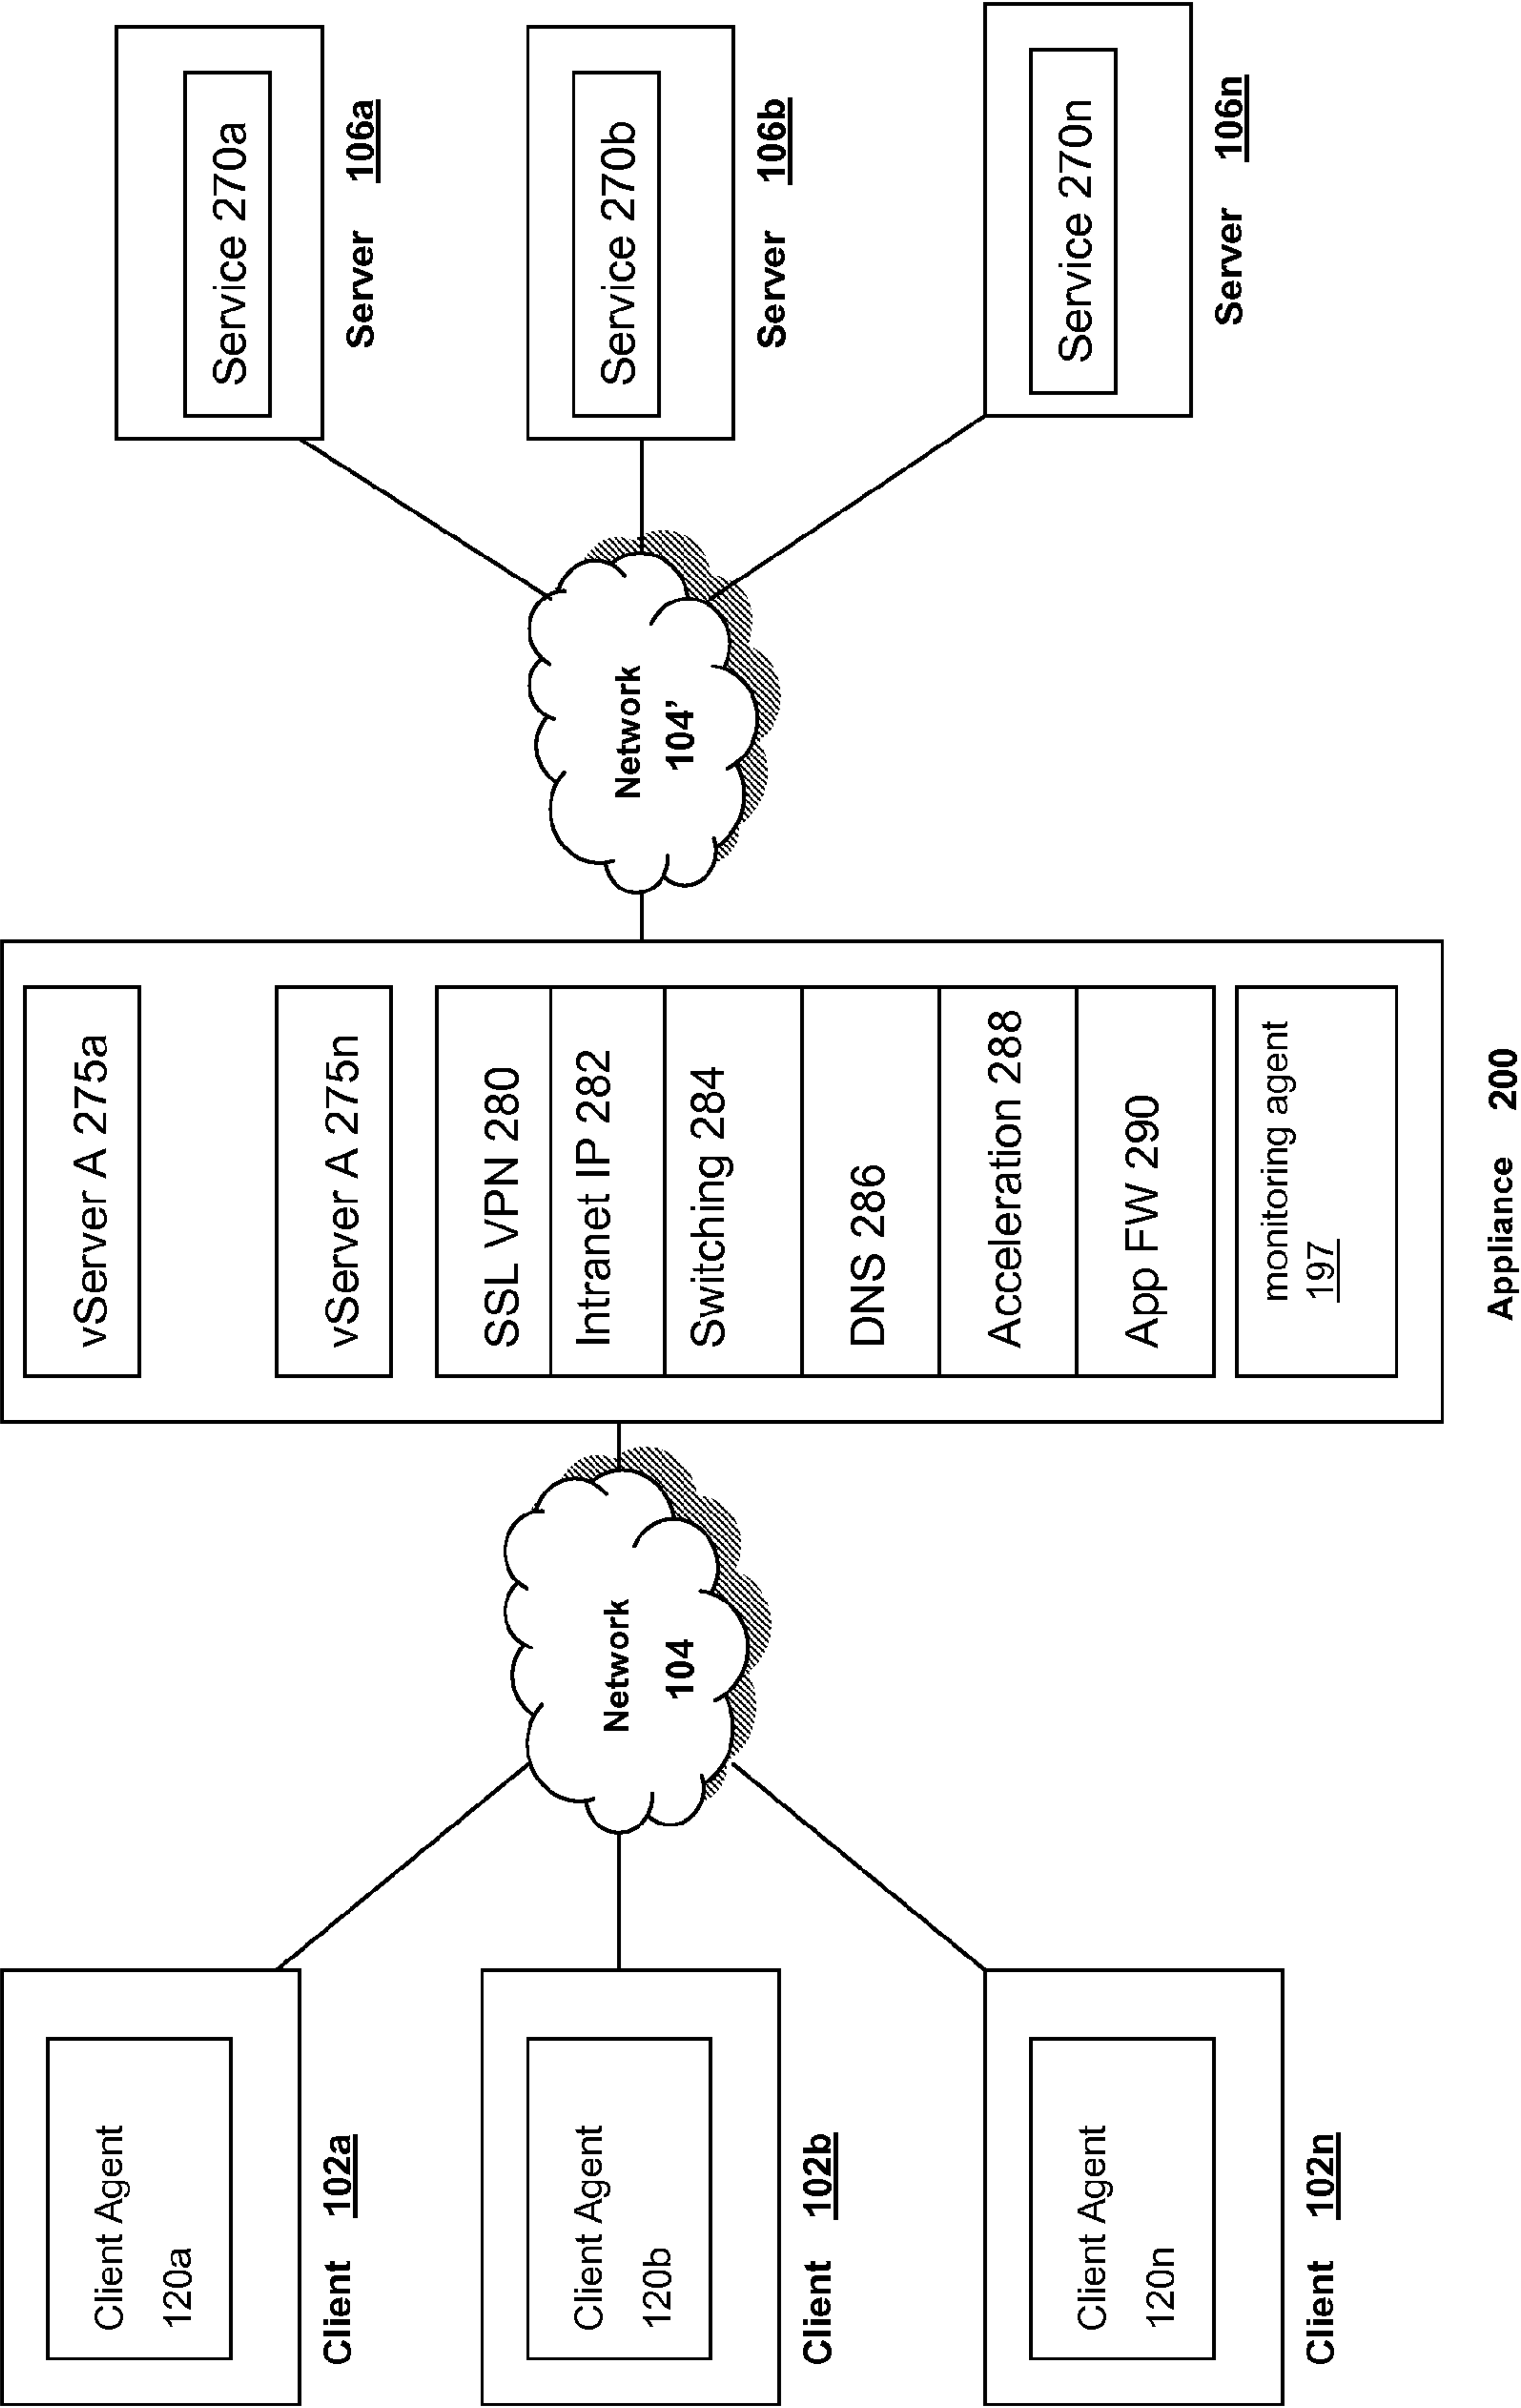 Client Agent
120a
Client 102a
Client Agent
120b
Client 102b
Client Agent
120n
Client 102n
Network
104
vServer A 275a
vServer A 275n
SSL VPN 280
Intranet IP 282
Switching 284
DNS 286
Acceleration 288
App FW 290
monitoring agent
197
Appliance 200
Network
104’
Service 270a
Server 106a
Service 270b
Server 106b
Service 270n
Server 106n